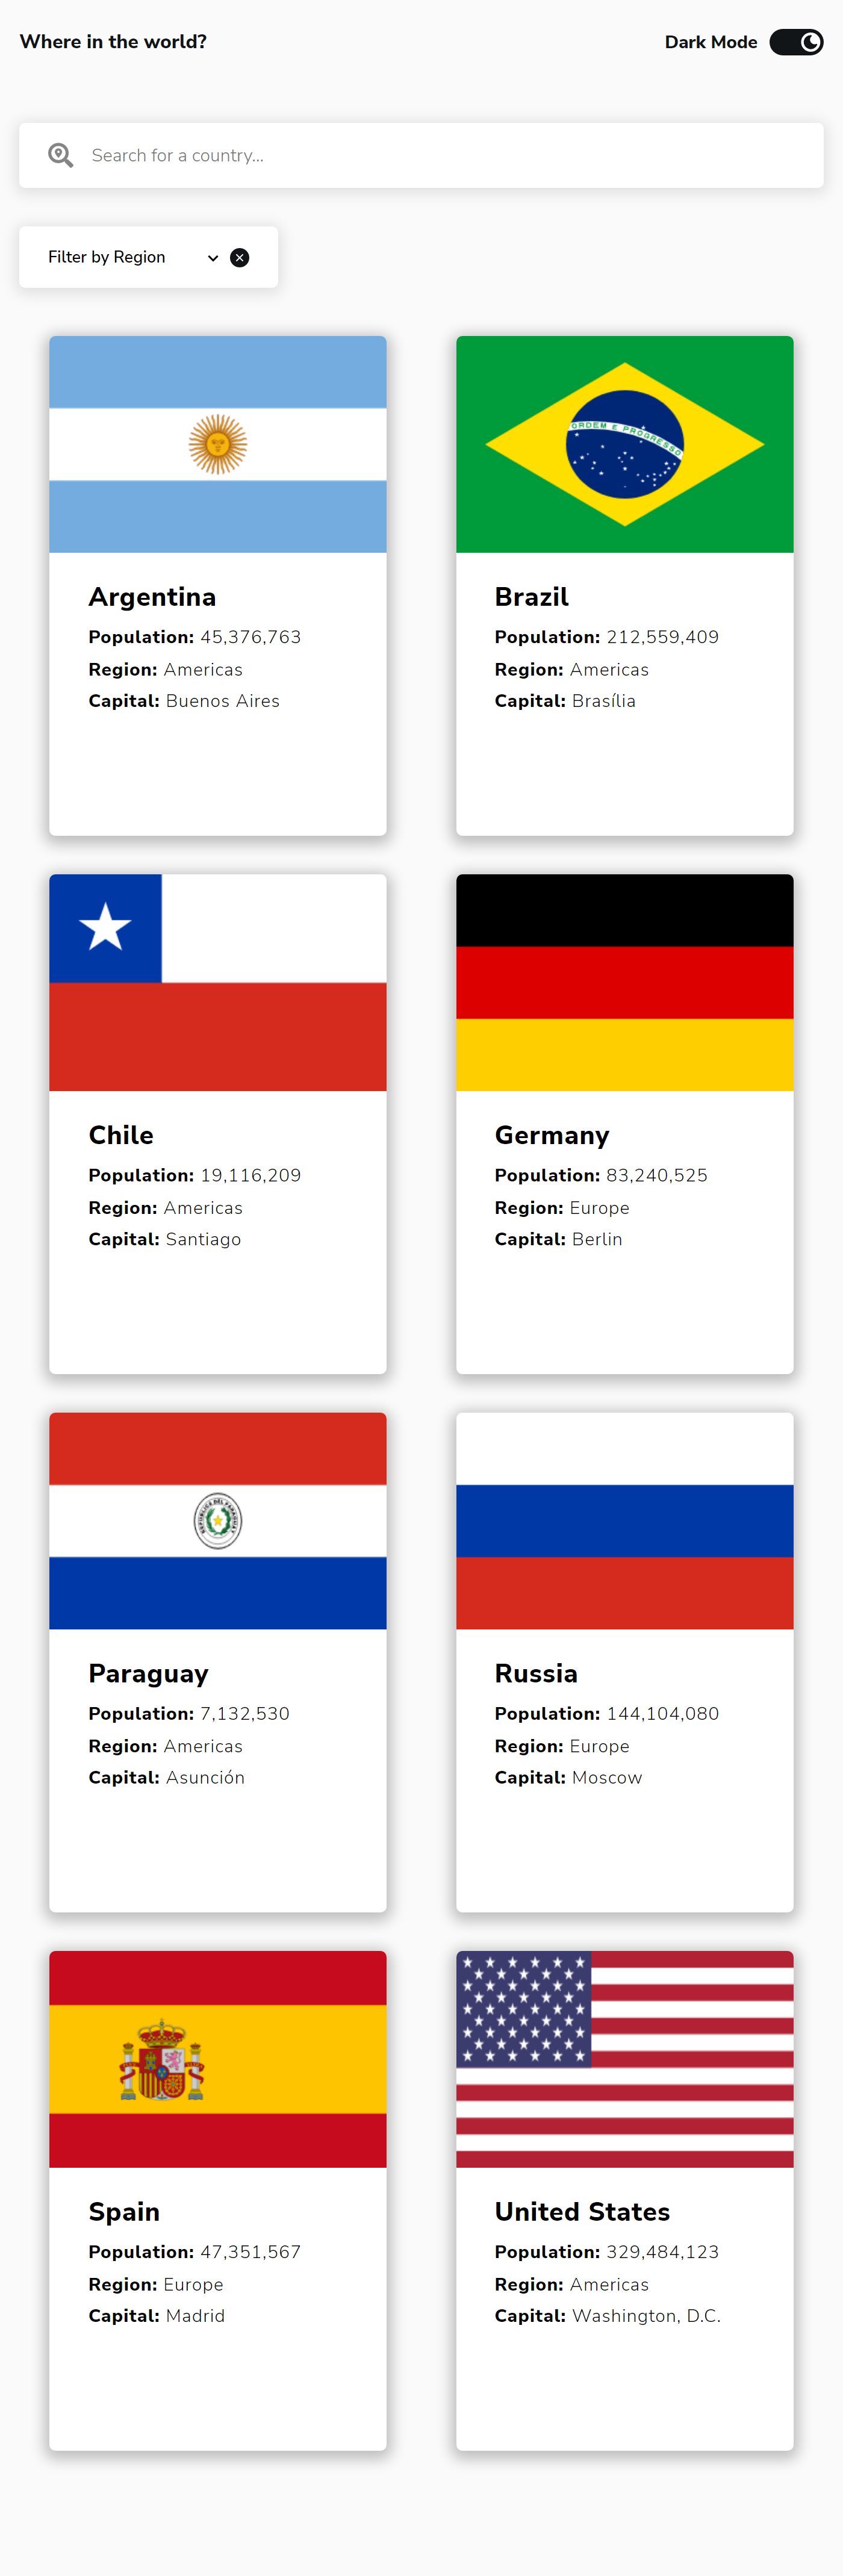 Where in the world?
Dark Mode
Search for a country...
Filter by Region
ORDEM E PROGRESSO
Argentina
Population: 45,376,763
Region: Americas
Capital: Buenos Aires
Brazil
Population: 212,559,409
Region: Americas
Capital: Brasília
Chile
Population: 19,116,209
Region: Americas
Capital: Santiago
Germany
Population: 83,240,525
Region: Europe
Capital: Berlin
REPUBLICA DEL PARAGUAY
Paraguay
Population: 7,132,530
Region: Americas
Capital: Asunción
Russia
Population: 144,104,080
Region: Europe
Capital: Moscow
Spain
Population: 47,351,567
Region: Europe
Capital: Madrid
United States
Population: 329,484,123
Region: Americas
Capital: Washington, D.C.